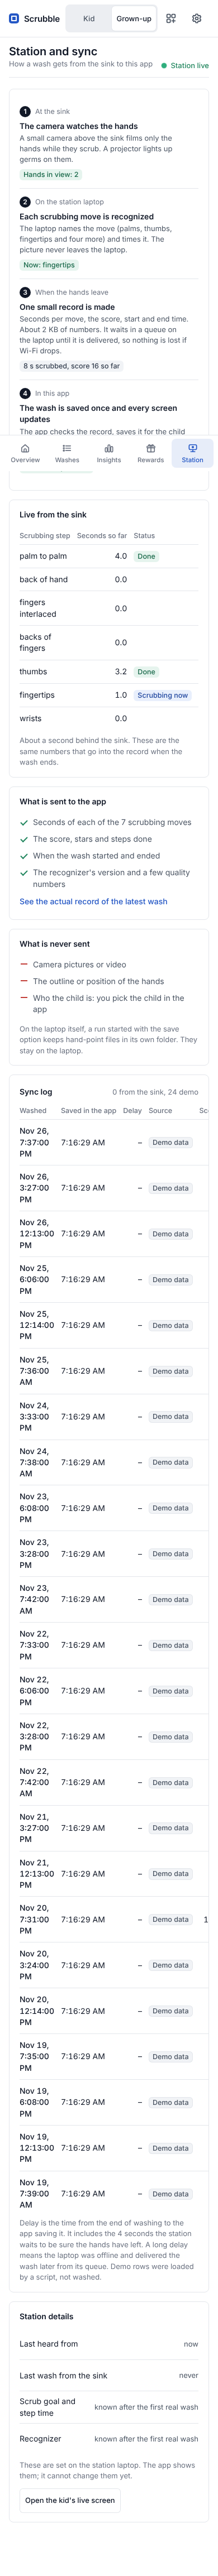 Scrubble Kid Grown-up
Station and sync
How a wash gets from the sink to this app
Station live
1 At the sink
The camera watches the hands
A small camera above the sink films only the
hands while they scrub. A projector lights up
germs on them.
Hands in view: 2
2 On the station laptop
Each scrubbing move is recognized
The laptop names the move (palms, thumbs,
fingertips and four more) and times it. The
picture never leaves the laptop.
Now: fingertips
3 When the hands leave
One small record is made
Seconds per move, the score, start and end time.
About 2 KB of numbers. It waits in a queue on
the laptop until it is delivered, so nothing is lost if
Wi-Fi drops.
8 s scrubbed, score 16 so far
4 In this app
The wash is saved once and every screen
updates
The app checks the record, saves it for the child
Overview Washes Insights Rewards Station
Live from the sink
Scrubbing step Seconds so far Status
palm to palm 4.0 Done
back of hand 0.0
fingers
interlaced 0.0
backs of
fingers 0.0
thumbs 3.2 Done
fingertips 1.0 Scrubbing now
wrists 0.0
About a second behind the sink. These are the
same numbers that go into the record when the
wash ends.
What is sent to the app
Seconds of each of the 7 scrubbing moves
The score, stars and steps done
When the wash started and ended
The recognizer's version and a few quality
numbers
See the actual record of the latest wash
What is never sent
Camera pictures or video
The outline or position of the hands
Who the child is: you pick the child in the
app
On the laptop itself, a run started with the save
option keeps hand-point files in its own folder. They
stay on the laptop.
Sync log 0 from the sink, 24 demo
Washed Saved in the app Delay Source Sc
Nov 26,
7:37:00
PM 7:16:29 AM – Demo data
Nov 26,
3:27:00
PM 7:16:29 AM – Demo data
Nov 26,
12:13:00
PM 7:16:29 AM – Demo data
Nov 25,
6:06:00
PM 7:16:29 AM – Demo data
Nov 25,
12:14:00
PM 7:16:29 AM – Demo data
Nov 25,
7:36:00
AM 7:16:29 AM – Demo data
Nov 24,
3:33:00
PM 7:16:29 AM – Demo data
Nov 24,
7:38:00
AM 7:16:29 AM – Demo data
Nov 23,
6:08:00
PM 7:16:29 AM – Demo data
Nov 23,
3:28:00
PM 7:16:29 AM – Demo data
Nov 23,
7:42:00
AM 7:16:29 AM – Demo data
Nov 22,
7:33:00
PM 7:16:29 AM – Demo data
Nov 22,
6:06:00
PM 7:16:29 AM – Demo data
Nov 22,
3:28:00
PM 7:16:29 AM – Demo data
Nov 22,
7:42:00
AM 7:16:29 AM – Demo data
Nov 21,
3:27:00
PM 7:16:29 AM – Demo data
Nov 21,
12:13:00
PM 7:16:29 AM – Demo data
Nov 20,
7:31:00
PM 7:16:29 AM – Demo data 1
Nov 20,
3:24:00
PM 7:16:29 AM – Demo data
Nov 20,
12:14:00
PM 7:16:29 AM – Demo data
Nov 19,
7:35:00
PM 7:16:29 AM – Demo data
Nov 19,
6:08:00
PM 7:16:29 AM – Demo data
Nov 19,
12:13:00
PM 7:16:29 AM – Demo data
Nov 19,
7:39:00
AM 7:16:29 AM – Demo data
Delay is the time from the end of washing to the
app saving it. It includes the 4 seconds the station
waits to be sure the hands have left. A long delay
means the laptop was offline and delivered the
wash later from its queue. Demo rows were loaded
by a script, not washed.
Station details
Last heard from now
Last wash from the sink never
Scrub goal and
step time known after the first real wash
Recognizer known after the first real wash
These are set on the station laptop. The app shows
them; it cannot change them yet.
Open the kid's live screen